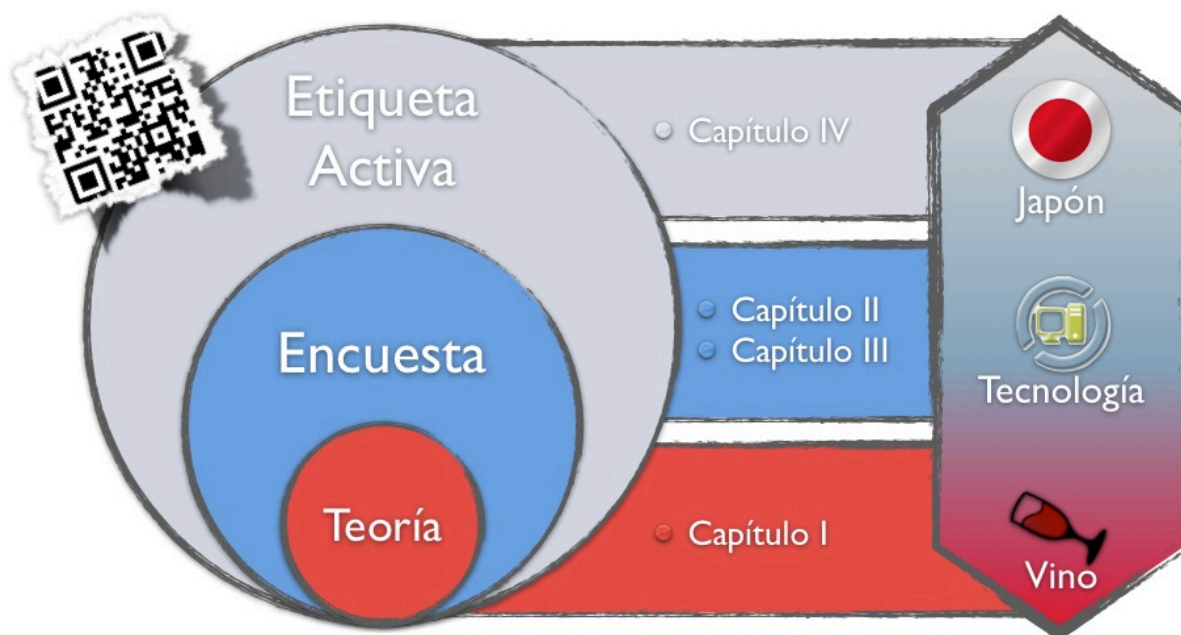 Etiqueta
Activa
Capítulo IV
Japón
Encuesta
Capítulo II
Capítulo III
Tecnología
Teoría
Capítulo I
Vino